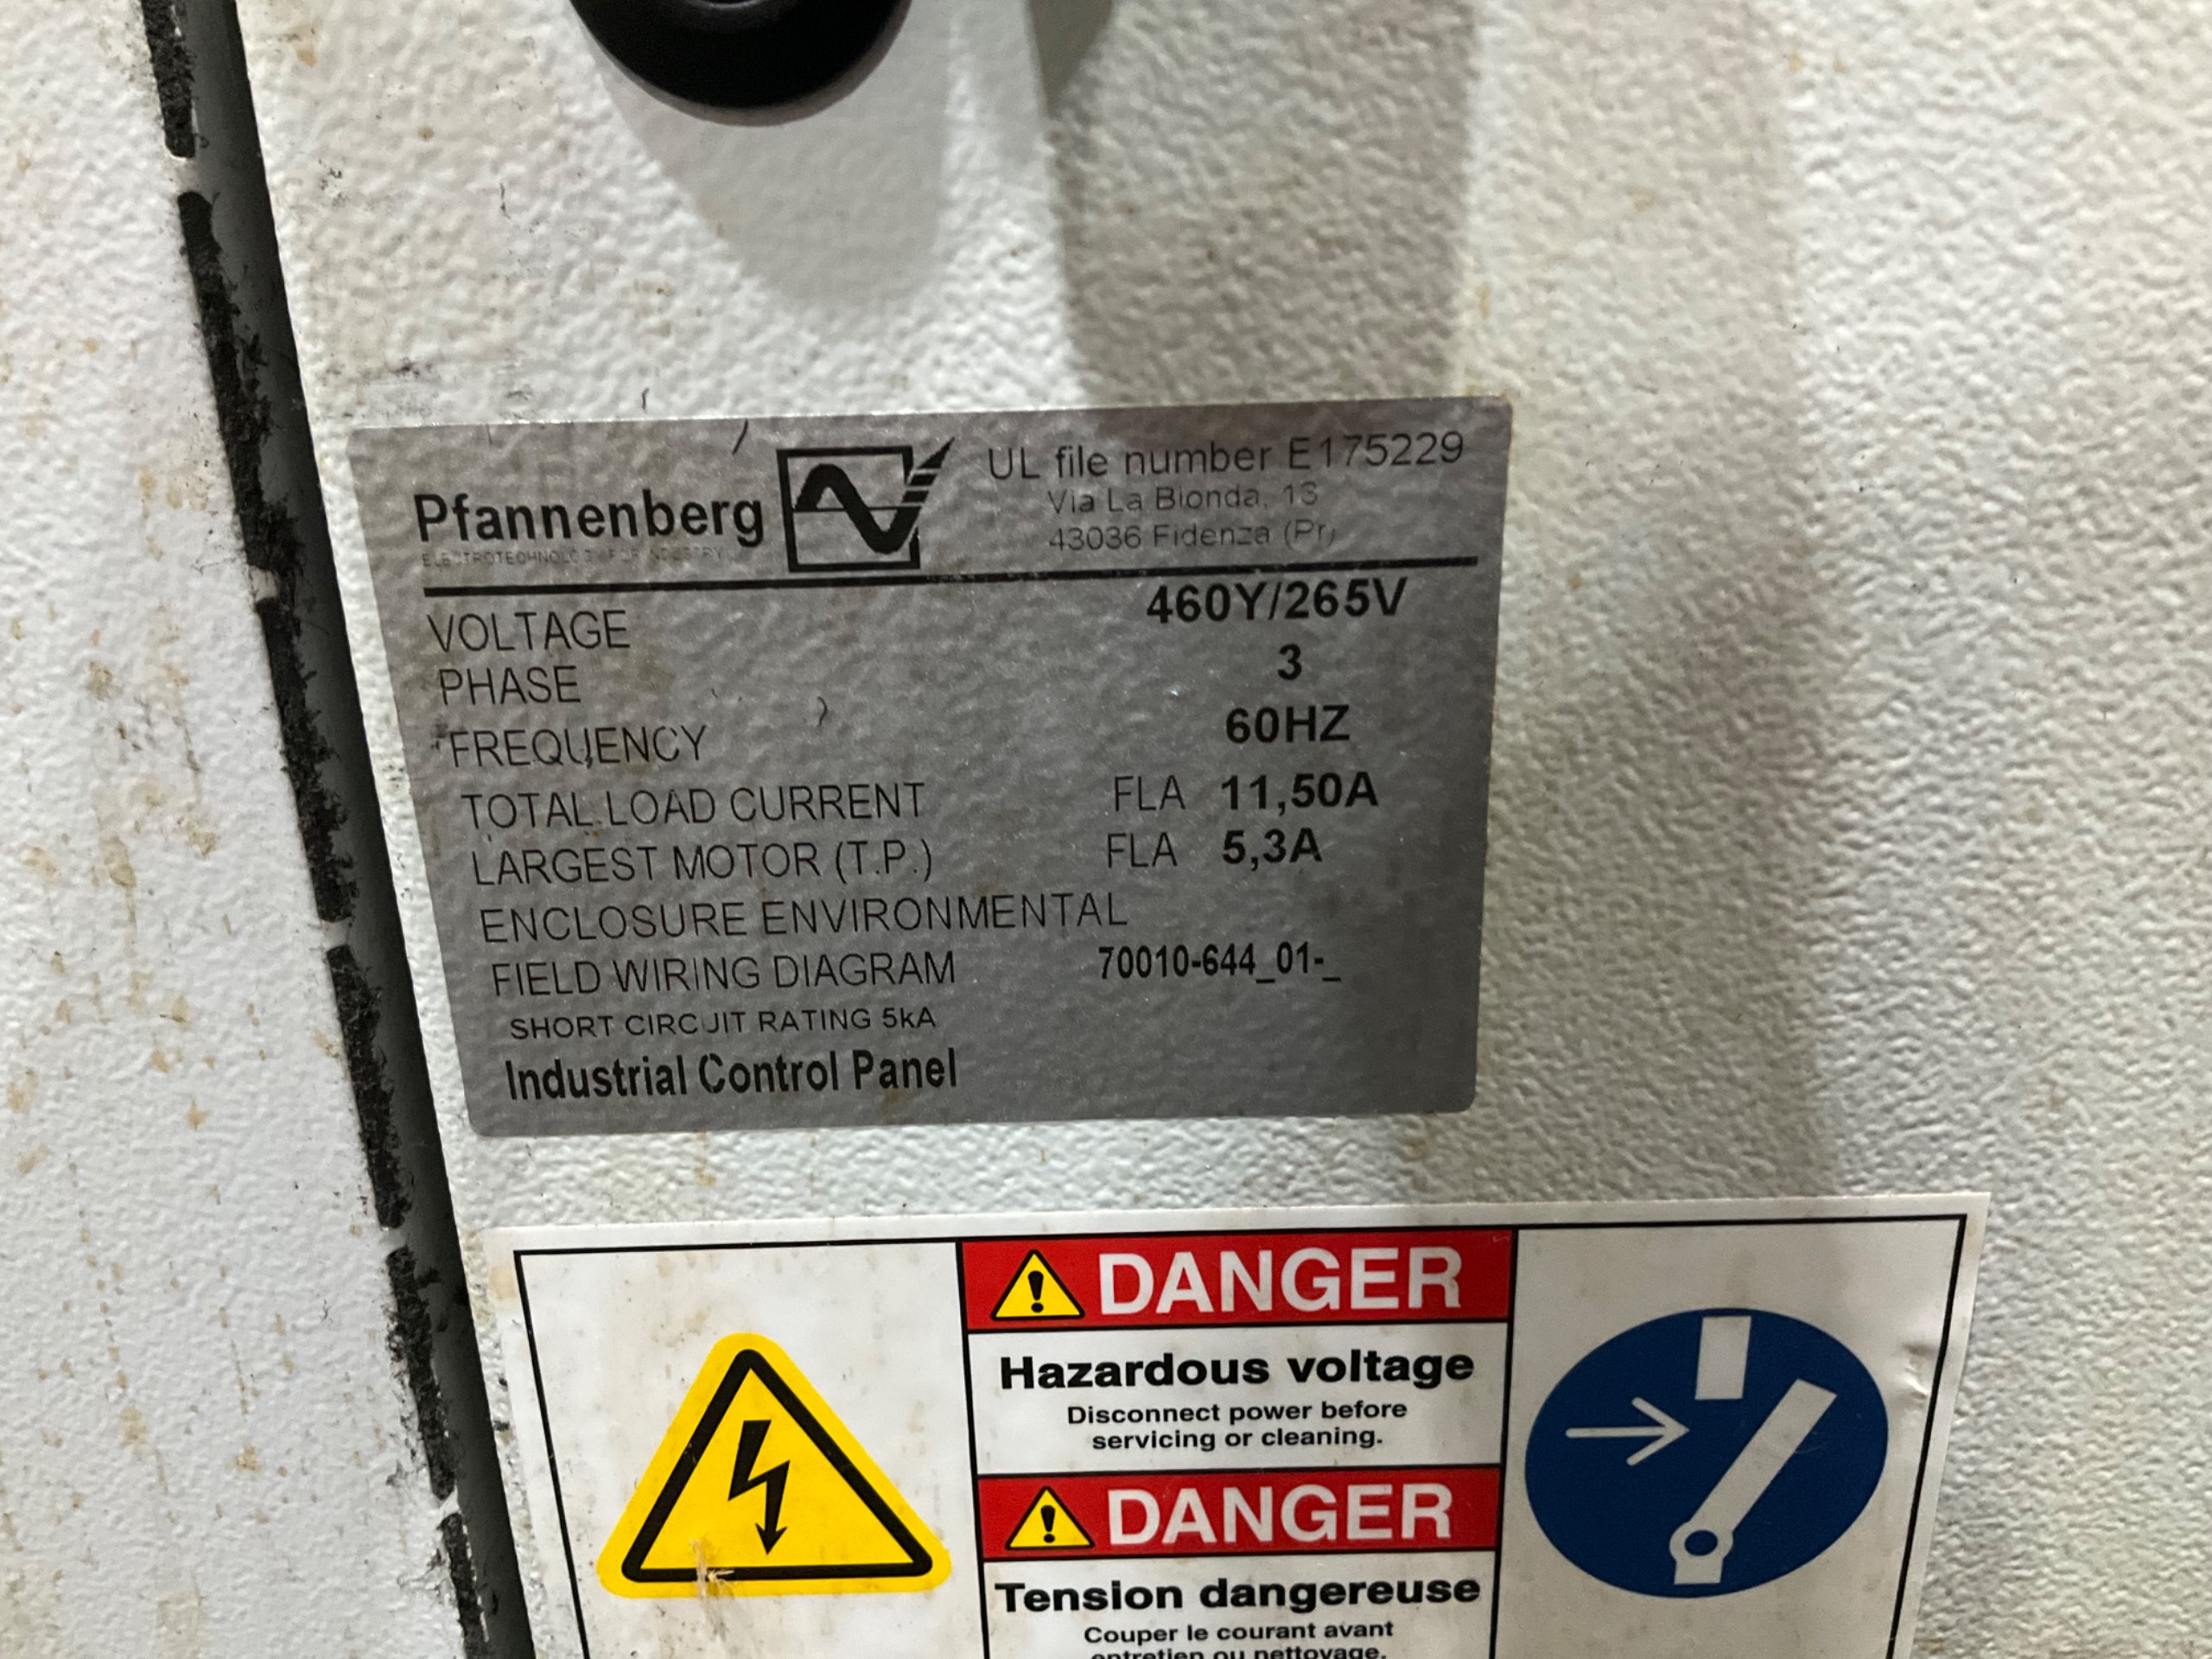 Pfannenberg
UL file number E175229
Via La Bionda, 13
43036 Fidenza (Pr)
VOLTAGE 460Y/265V
PHASE 3
FREQUENCY 60HZ
TOTAL LOAD CURRENT FLA 11,50A
LARGEST MOTOR (T.P.) FLA 5,3A
ENCLOSURE ENVIRONMENTAL
FIELD WIRING DIAGRAM 70010-644_01-_
SHORT CIRCUIT RATING 5kA
Industrial Control Panel
DANGER
Hazardous voltage
Disconnect power before
servicing or cleaning.
DANGER
Tension dangereuse
Couper le courant avant
entretien ou nettoyage.